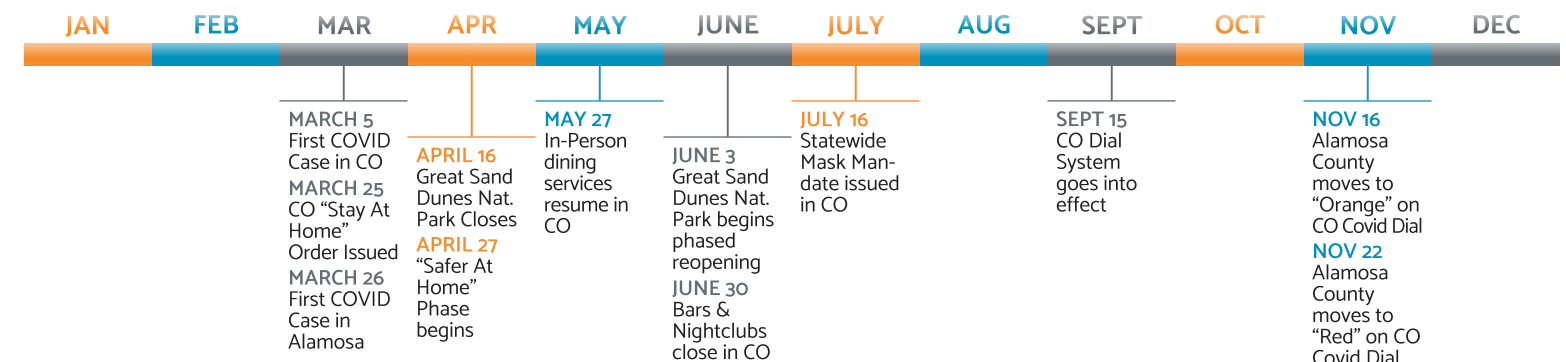 JAN FEB MAR APR MAY JUNE JULY AUG SEPT OCT NOV DEC
MARCH 5
First COVID
Case in CO
MARCH 25
CO “Stay At
Home”
Order Issued
MARCH 26
First COVID
Case in
Alamosa
APRIL 16
Great Sand
Dunes Nat.
Park Closes
APRIL 27
“Safer At
Home”
Phase
begins
MAY 27
In-Person
dining
services
resume in
CO
JUNE 3
Great Sand
Dunes Nat.
Park begins
phased
reopening
JUNE 30
Bars &
Nightclubs
close in CO
JULY 16
Statewide
Mask Man-
date issued
in CO
SEPT 15
CO Dial
System
goes into
effect
NOV 16
Alamosa
County
moves to
“Orange” on
CO Covid Dial
NOV 22
Alamosa
County
moves to
“Red” on CO
Covid Dial